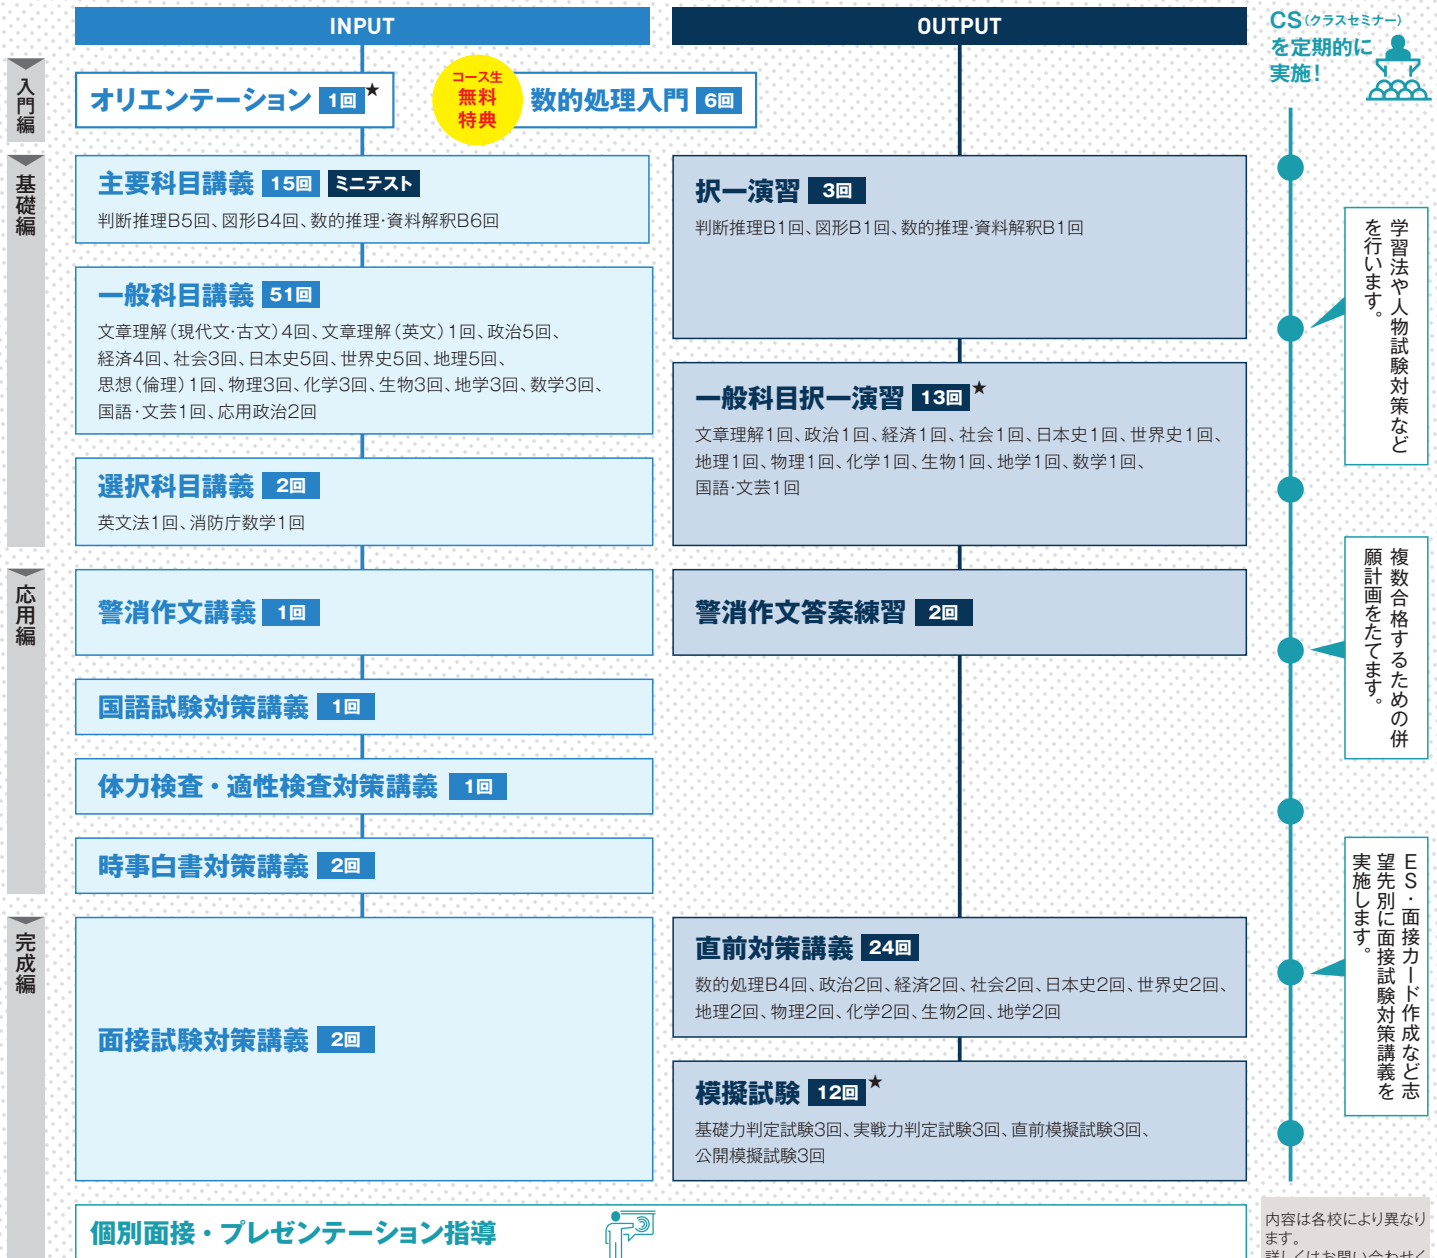 INPUT
OUTPUT
CS(クラスセミナー)
を定期的に
実施!
入門編
オリエンテーション 1回★
コース生
無料
特典
数的処理入門 6回
基礎編
主要科目講義 15回 ミニテスト
判断推理B5回、図形B4回、数的推理・資料解釈B6回
一般科目講義 51回
文章理解(現代文・古文)4回、文章理解(英文)1回、政治5回、
経済4回、社会3回、日本史5回、世界史5回、地理5回、
思想(倫理)1回、物理3回、化学3回、生物3回、地学3回、数学3回、
国語・文芸1回、応用政治2回
選択科目講義 2回
英文法1回、消防庁数学1回
択一演習 3回
判断推理B1回、図形B1回、数的推理・資料解釈B1回
一般科目択一演習 13回★
文章理解1回、政治1回、経済1回、社会1回、日本史1回、世界史1回、
地理1回、物理1回、化学1回、生物1回、地学1回、数学1回、
国語・文芸1回
学習法や人物試験対策など
を行います。
応用編
警消作文講義 1回
国語試験対策講義 1回
体力検査・適性検査対策講義 1回
時事白書対策講義 2回
警消作文答案練習 2回
複数合格するための併
願計画をたてます。
完成編
面接試験対策講義 2回
直前対策講義 24回
数的処理B4回、政治2回、経済2回、社会2回、日本史2回、世界史2回、
地理2回、物理2回、化学2回、生物2回、地学2回
模擬試験 12回★
基礎力判定試験3回、実戦力判定試験3回、直前模擬試験3回、
公開模擬試験3回
ES・面接カード作成など志
望先別に面接試験対策講義を
実施します。
個別面接・プレゼンテーション指導
内容は各校により異なり
ます。
詳しくはお問い合わせく